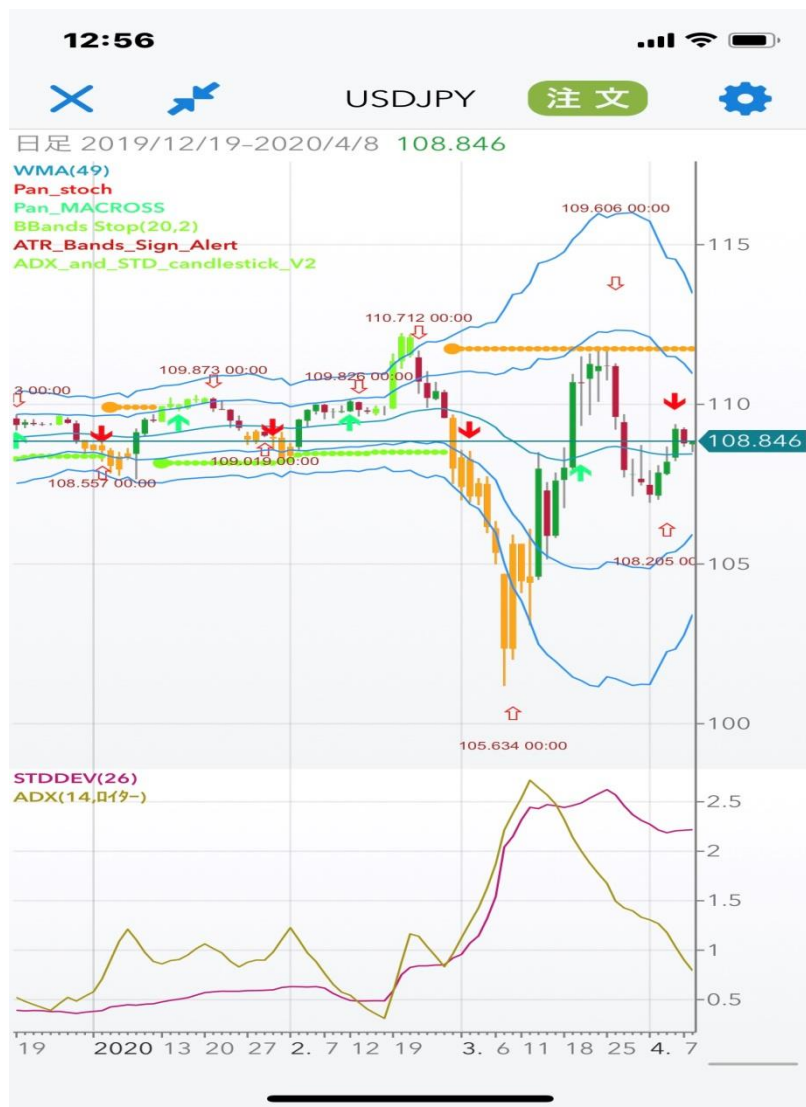 12:56
USDJPY 注文
日足 2019/12/19-2020/4/8 108.846
WMA(49)
Pan_stoch
Pan_MACROSS
BBands Stop(20,2)
ATR_Bands_Sign_Alert
ADX_and_STD_candlestick_V2
109.606 00:00
115
110.712 00:00
109.873 00:00
109.826 00:00
3 00:00
110
108.846
109.019 00:00
108.557 00:00
108.205 00
105
100
105.634 00:00
STDDEV(26)
ADX(14,ﾛｲﾀｰ)
2.5
2
1.5
1
0.5
19 2020 13 20 27 2. 7 12 19 3. 6 11 18 25 4. 7